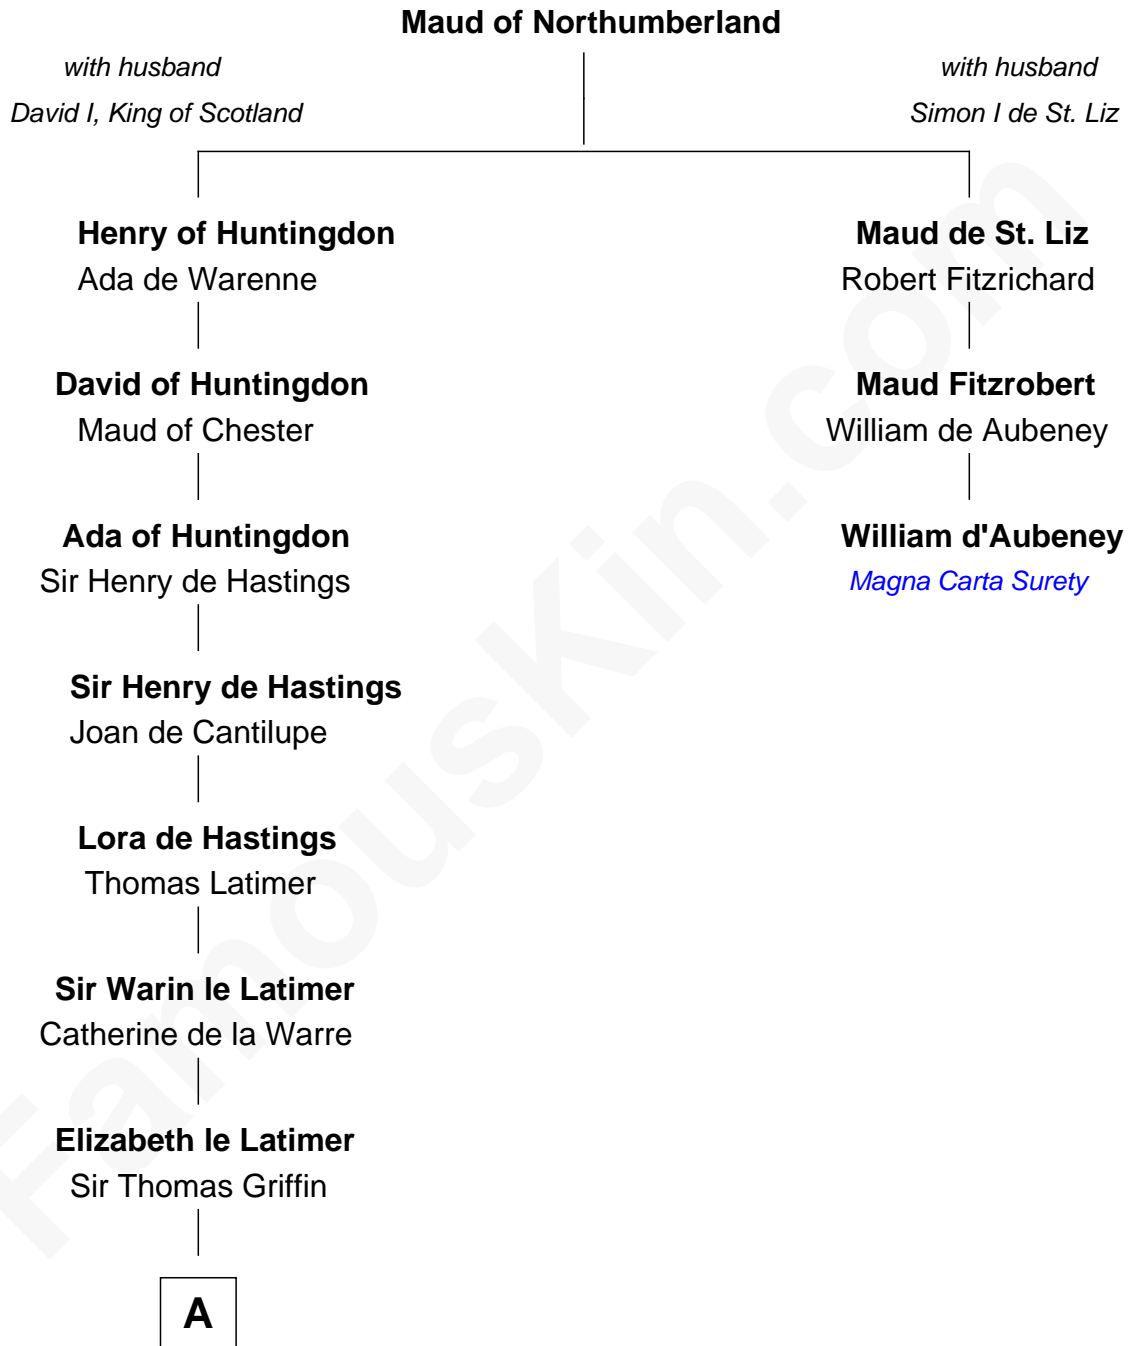 Maud of Northumberland
with husband
David I, King of Scotland
with husband
Simon I de St. Liz
Henry of Huntingdon
Ada de Warenne
Maud de St. Liz
Robert Fitzrichard
David of Huntingdon
Maud of Chester
Maud Fitzrobert
William de Aubeney
Ada of Huntingdon
Sir Henry de Hastings
William d'Aubeney
Magna Carta Surety
Sir Henry de Hastings
Joan de Cantilupe
Lora de Hastings
Thomas Latimer
Sir Warin le Latimer
Catherine de la Warre
Elizabeth le Latimer
Sir Thomas Griffin
A
FamousKin.com